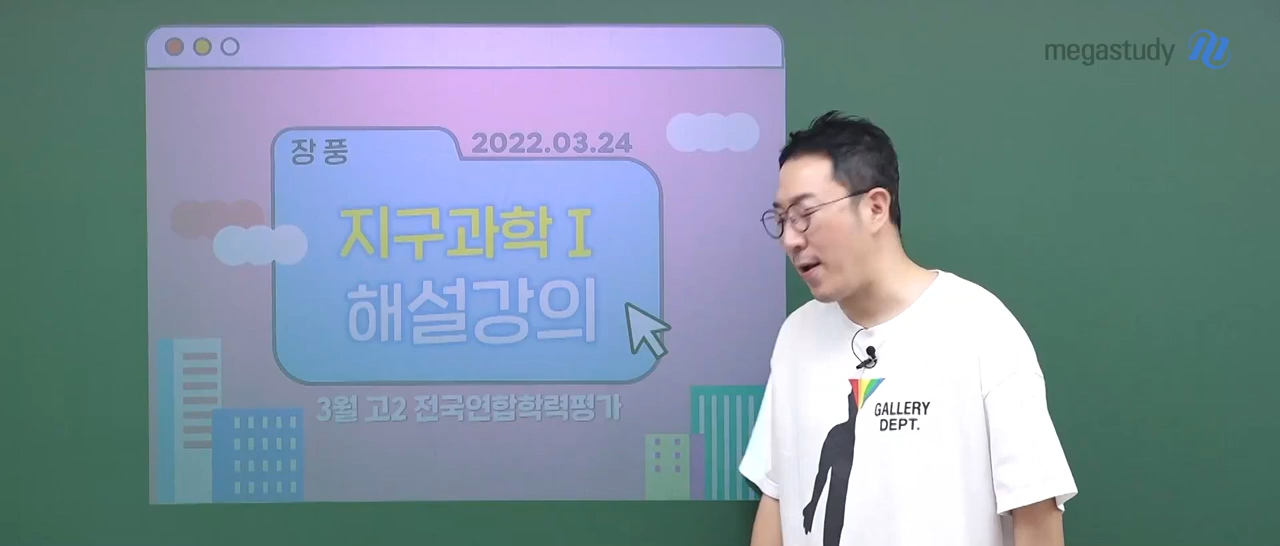 megastudy
장 풍
2022.03.24
지구과학 I
해설강의
3월 고2 전국연합학력평가
GALLERY
DEPT.